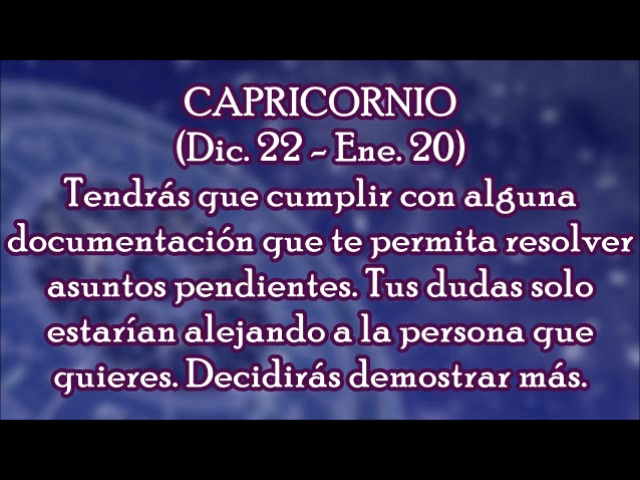 CAPRICORNIO
(Dic. 22 - Ene. 20)
Tendrás que cumplir con alguna
documentación que te permita resolver
asuntos pendientes. Tus dudas solo
estarían alejando a la persona que
quieres. Decidirás demostrar más.